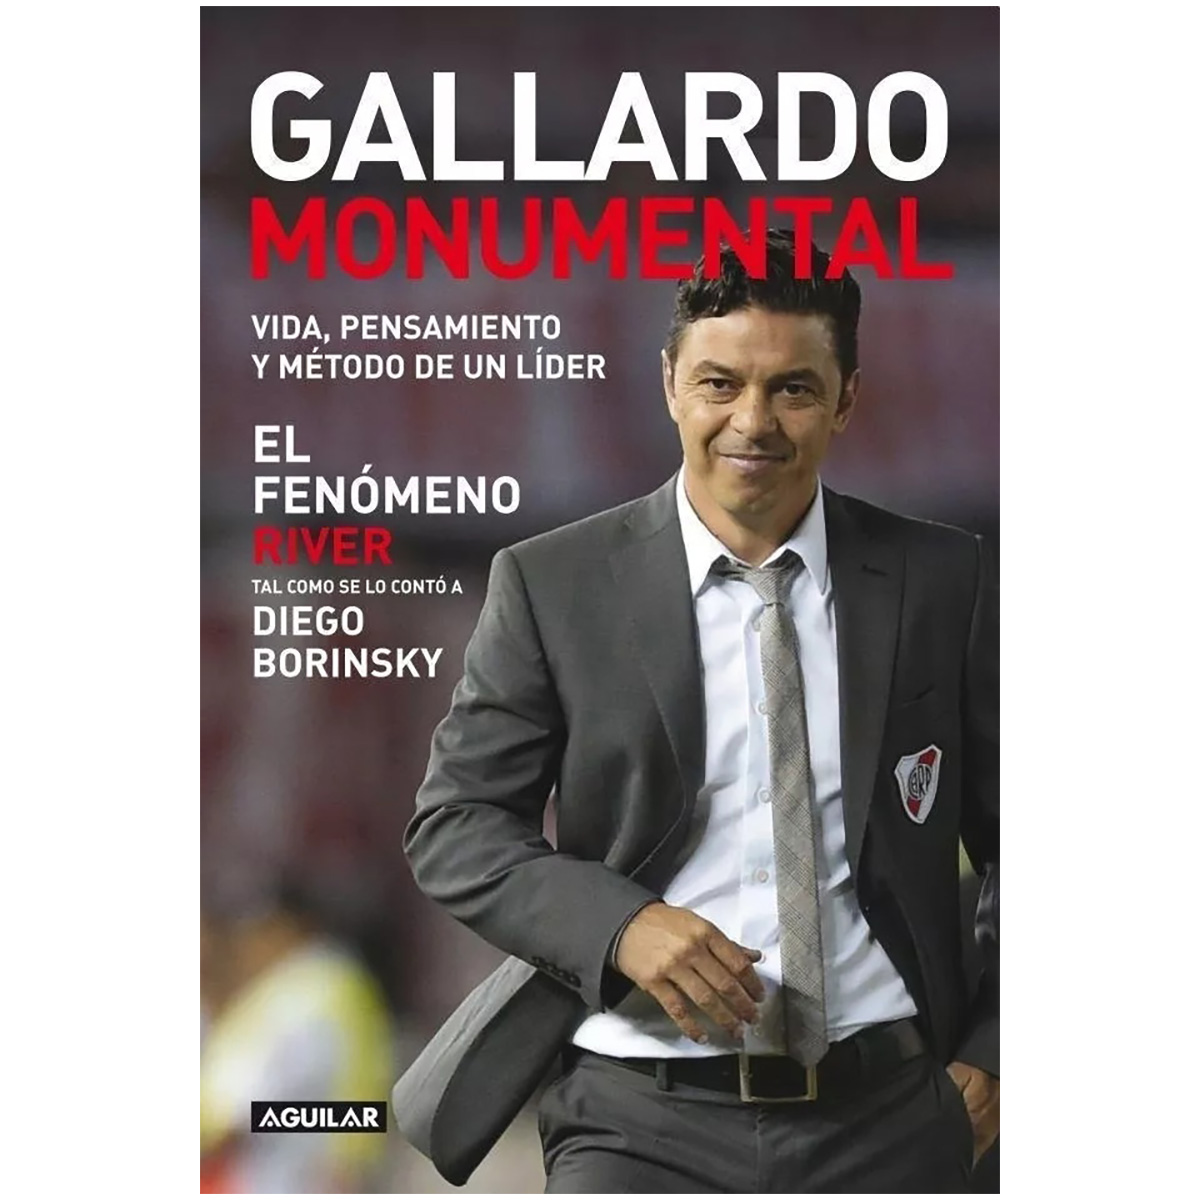 GALLARDO
MONUMENTAL
VIDA, PENSAMIENTO
Y MÉTODO DE UN LÍDER
EL
FENÓMENO
RIVER
TAL COMO SE LO CONTÓ A
DIEGO
BORINSKY
CARP
AGUILAR